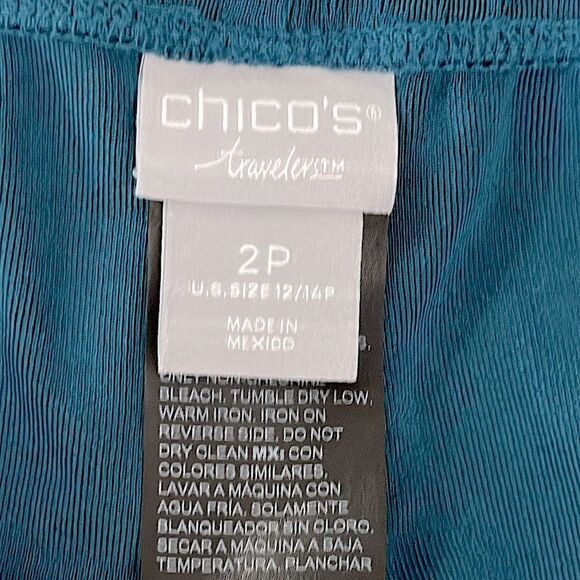 chico's®
travelers™
2P
U.S. SIZE 12/14P
MADE IN
MEXICO
BLEACH, TUMBLE DRY LOW,
WARM IRON. IRON ON
REVERSE SIDE, DO NOT
DRY CLEAN MX: CON
COLORES SIMILARES,
LAVAR A MÁQUINA CON
AGUA FRÍA. SOLAMENTE
BLANQUEADOR SIN CLORO,
SECAR A MÁQUINA A BAJA
TEMPERATURA, PLANCHAR